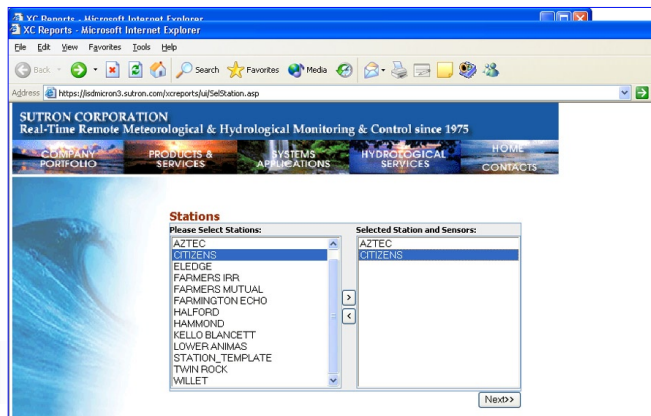 XC Reports - Microsoft Internet Explorer
XC Reports - Microsoft Internet Explorer
File Edit View Favorites Tools Help
Back Search Favorites Media
Address https://isdmicron3.sutron.com/xcreports/ui/SelStation.asp
SUTRON CORPORATION
Real-Time Remote Meteorological & Hydrological Monitoring & Control since 1975
COMPANY PORTFOLIO PRODUCTS & SERVICES SYSTEMS APPLICATIONS HYDROLOGICAL SERVICES HOME CONTACTS
Stations
Please Select Stations: Selected Station and Sensors:
AZTEC AZTEC
CITIZENS CITIZENS
ELEDGE
FARMERS IRR
FARMERS MUTUAL
FARMINGTON ECHO
HALFORD
HAMMOND
KELLO BLANCETT
LOWER ANIMAS
STATION_TEMPLATE
TWIN ROCK
WILLET
>
<
Next>>